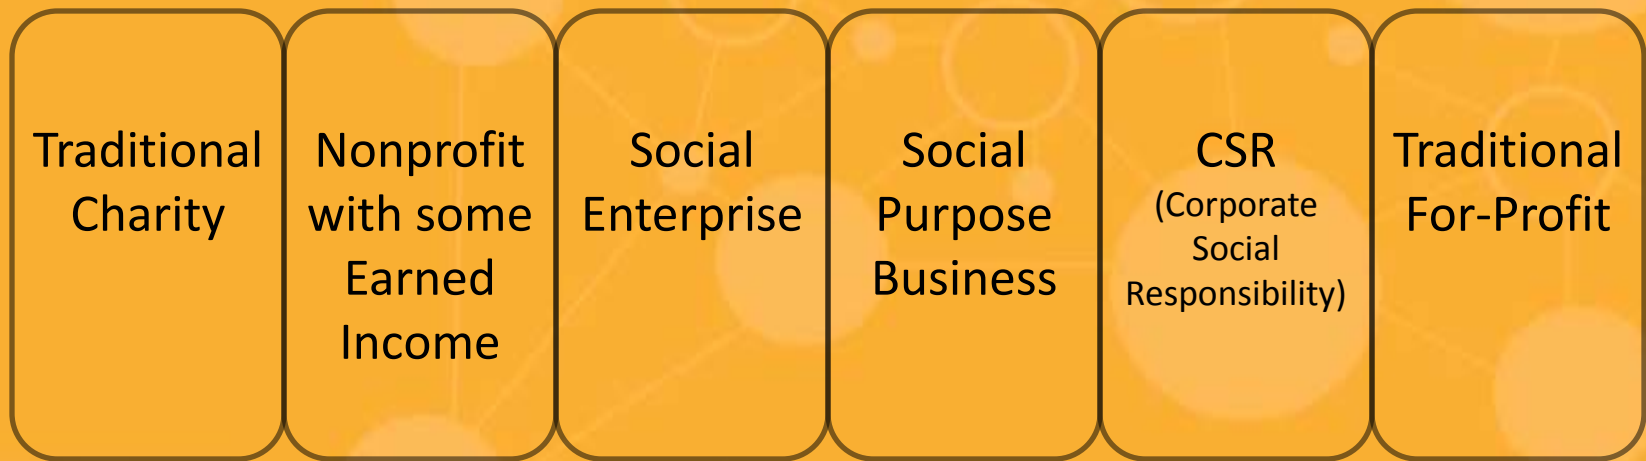 Traditional
Charity
Nonprofit
with some
Earned
Income
Social
Enterprise
Social
Purpose
Business
CSR
(Corporate
Social
Responsibility)
Traditional
For-Profit